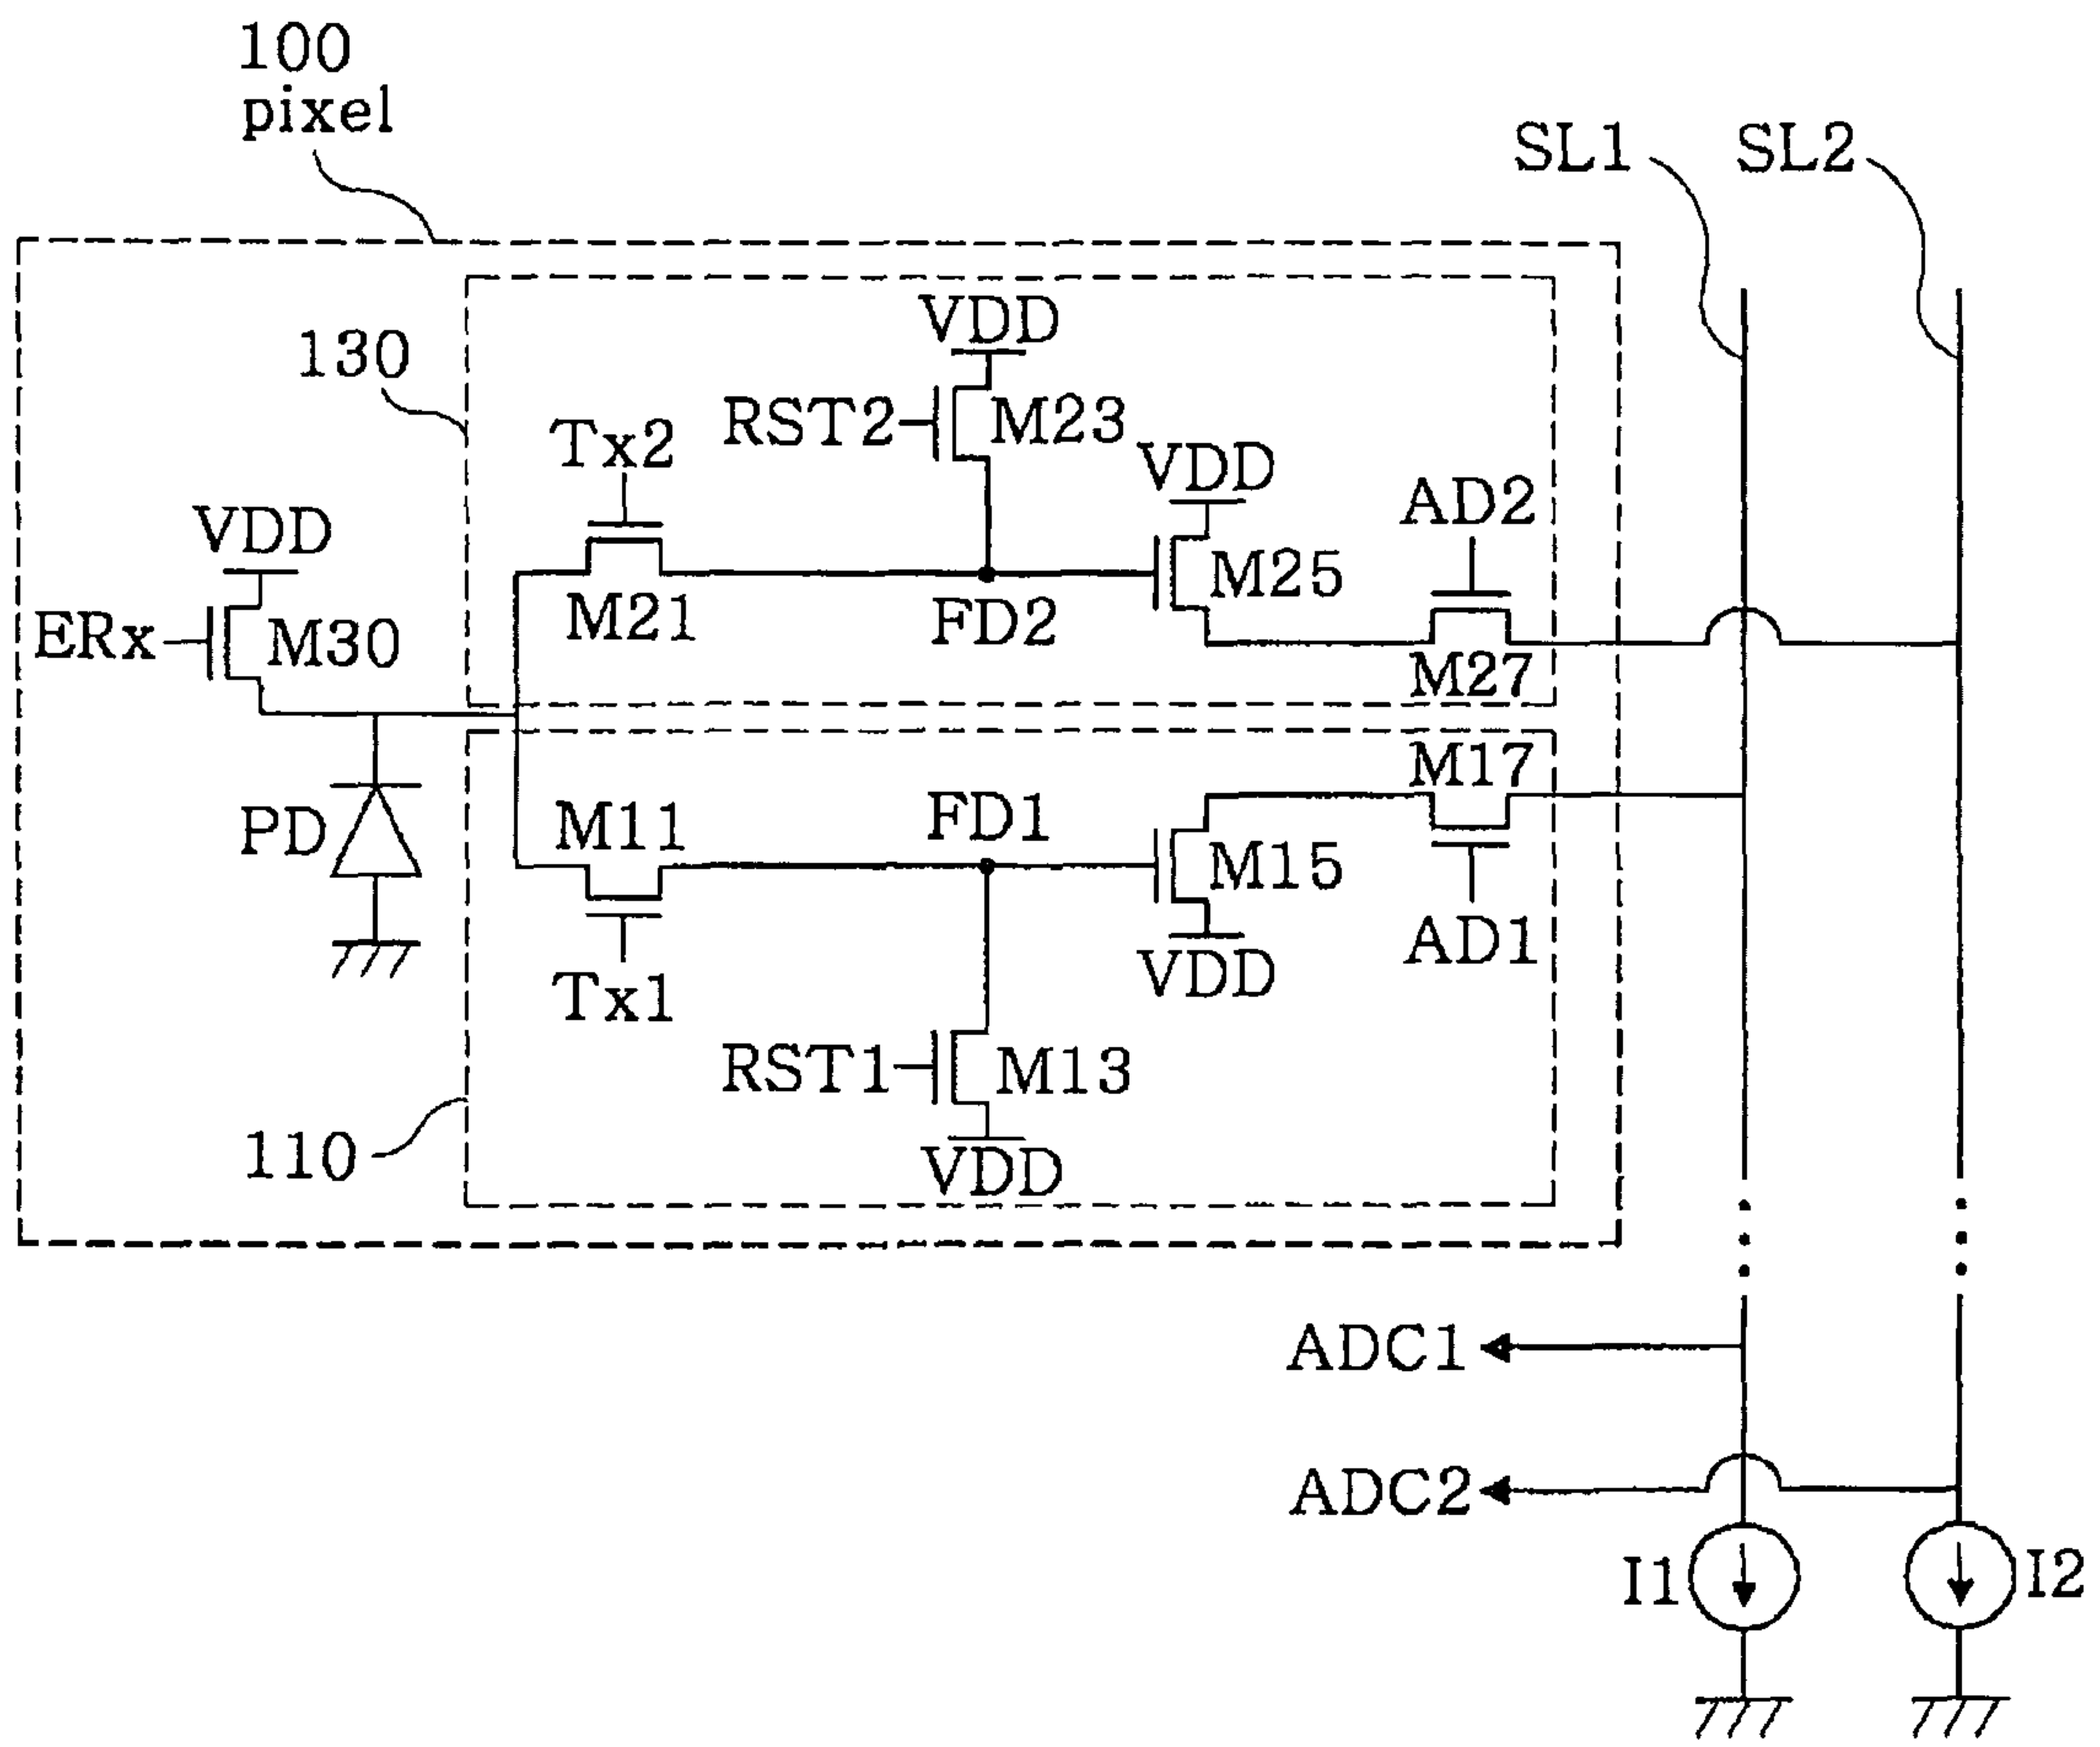 100
pixel
SL1
SL2
130
VDD
RST2
M23
Tx2
VDD
AD2
VDD
M25
M21
FD2
ERx
M30
M27
M17
PD
M11
FD1
M15
AD1
VDD
Tx1
RST1
M13
110
VDD
ADC1
ADC2
I1
I2